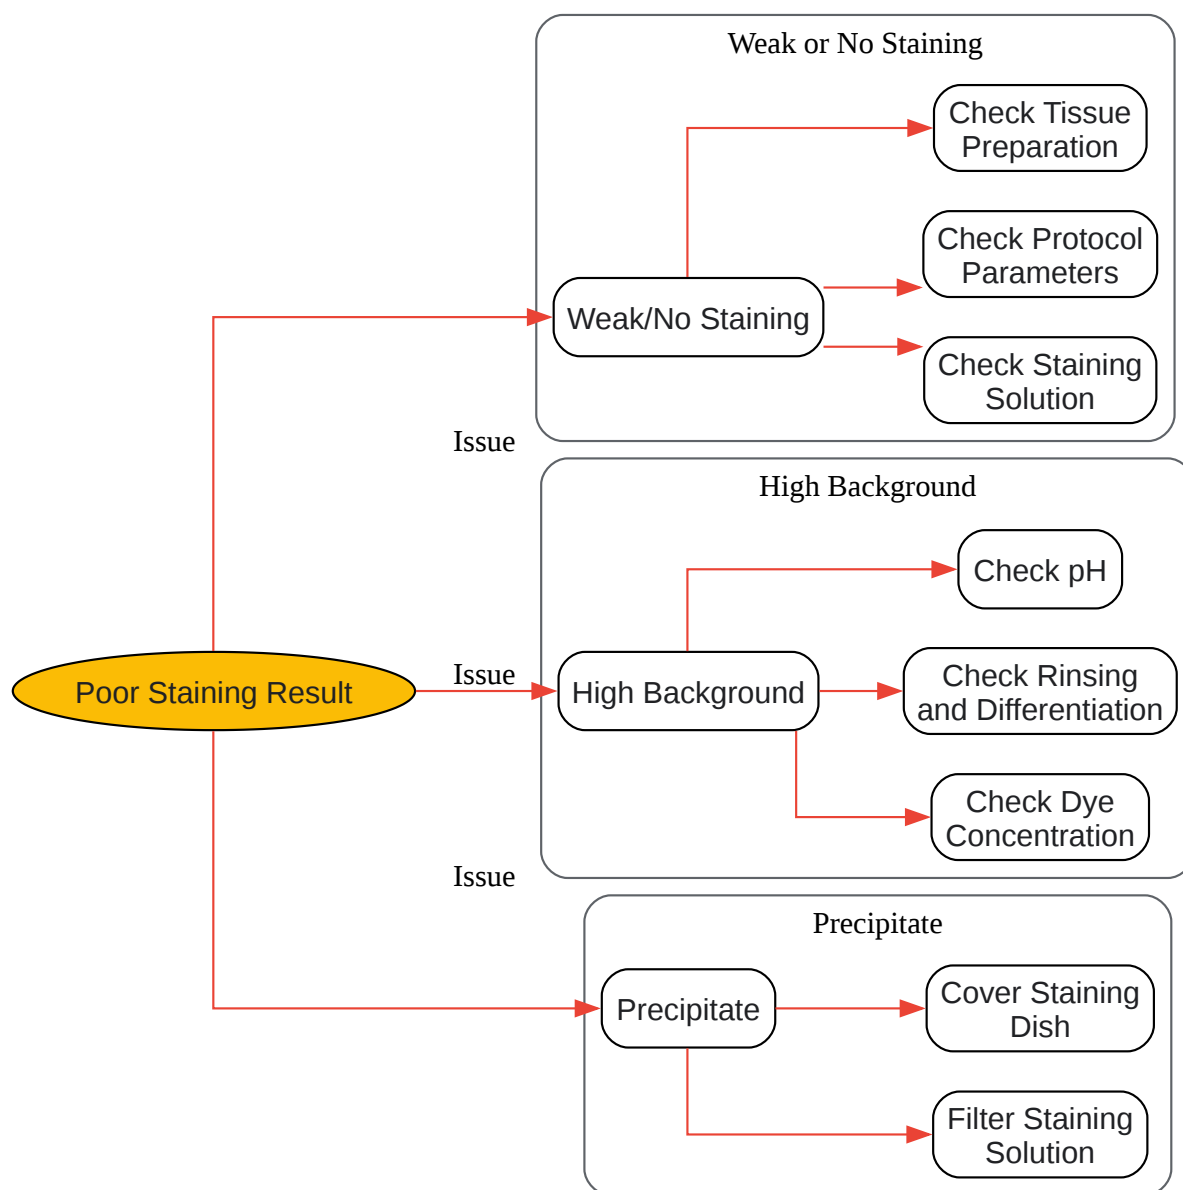 Weak or No Staining
Check Tissue
Preparation
Check Protocol
Parameters
Weak/No Staining
Check Staining
Solution
Issue
High Background
Check pH
Poor Staining Result
Issue
High Background
Check Rinsing
and Differentiation
Check Dye
Concentration
Issue
Precipitate
Precipitate
Cover Staining
Dish
Filter Staining
Solution